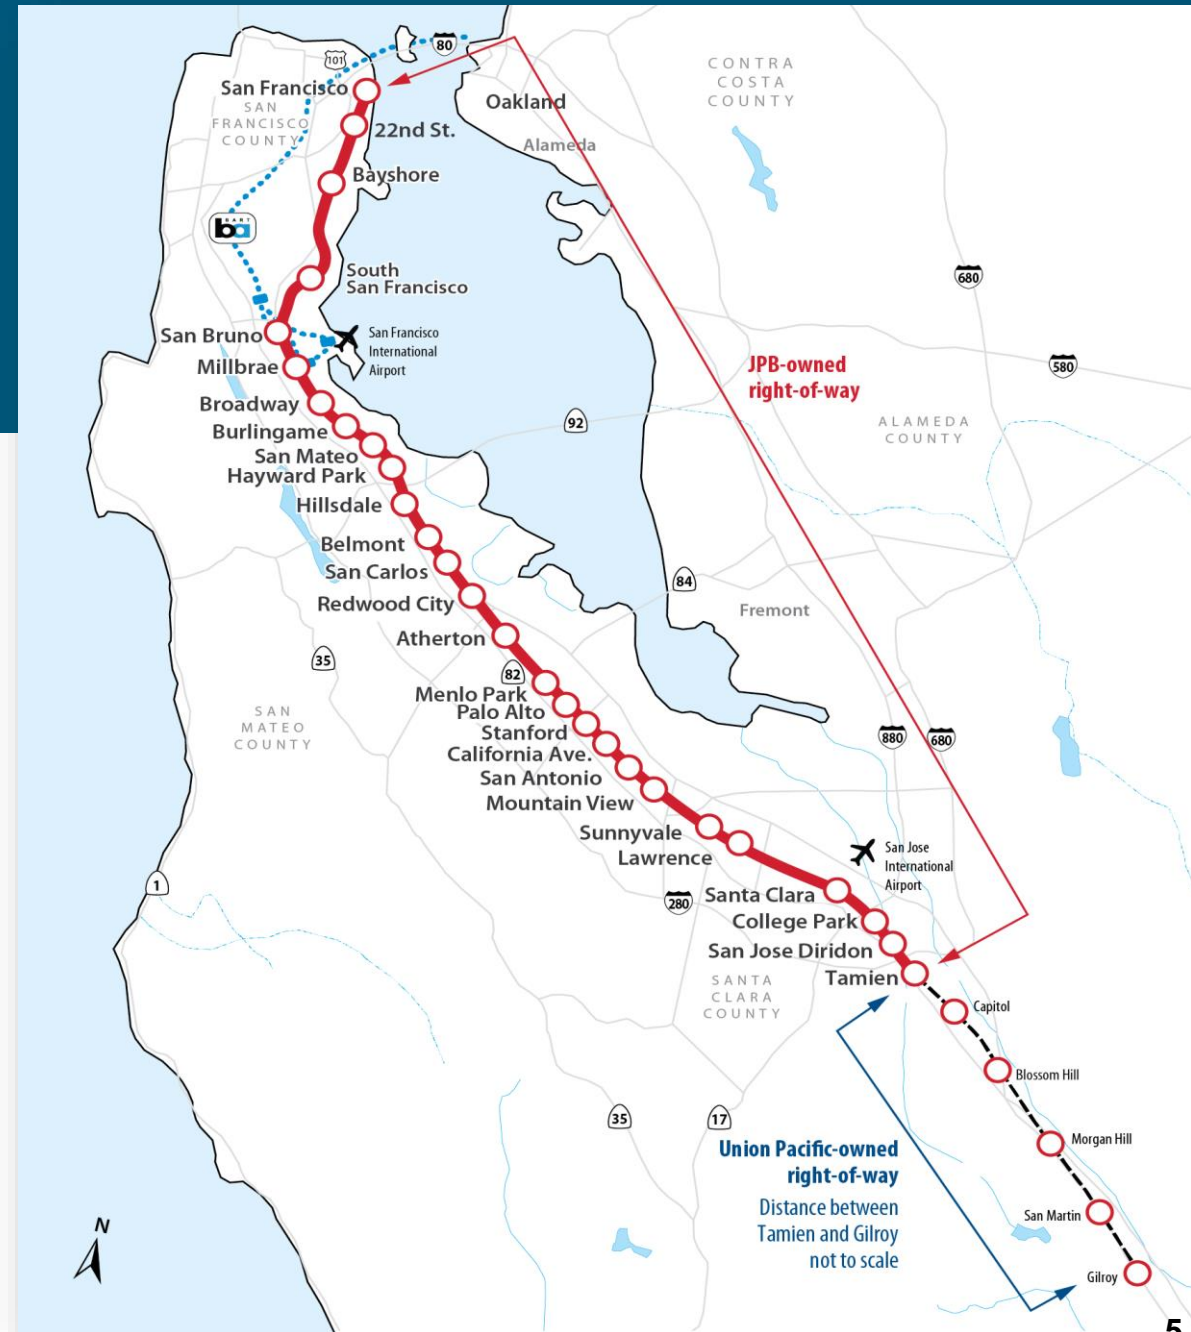 80
101
CONTRA
COSTA
COUNTY
San Francisco
SAN
FRANCISCO
COUNTY
Oakland
22nd St.
Alameda
Bayshore
BART
ba
South
San Francisco
680
San Bruno
San Francisco
International
Airport
Millbrae
JPB-owned
right-of-way
580
Broadway
92
ALAMEDA
COUNTY
Burlingame
San Mateo
Hayward Park
Hillsdale
Belmont
San Carlos
84
Redwood City
Fremont
Atherton
35
82
Menlo Park
Palo Alto
SAN
MATEO
COUNTY
Stanford
880
680
California Ave.
San Antonio
Mountain View
Sunnyvale
Lawrence
San Jose
International
Airport
1
280
Santa Clara
College Park
San Jose Diridon
Tamien
SANTA
CLARA
COUNTY
Capitol
Blossom Hill
35
17
Morgan Hill
Union Pacific-owned
right-of-way
Distance between
Tamien and Gilroy
not to scale
San Martin
N
Gilroy
5